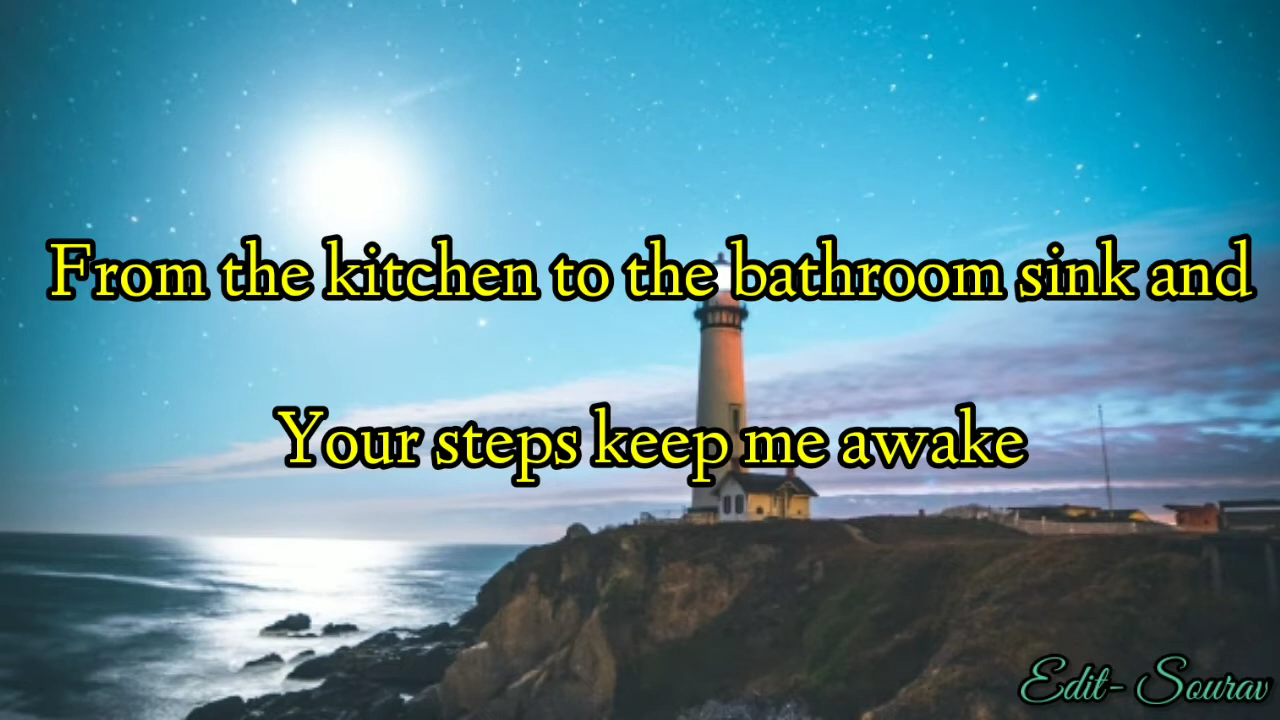 From the kitchen to the bathroom sink and
Your steps keep me awake
Edit- Sourav